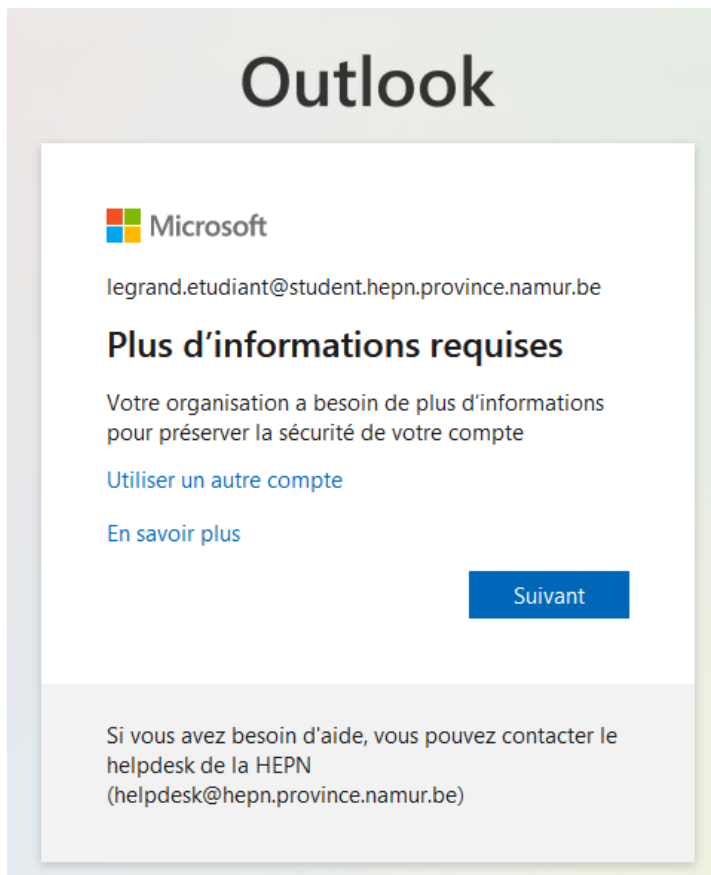 Outlook
Microsoft
legrand.etudiant@student.hepn.province.namur.be
Plus d’informations requises
Votre organisation a besoin de plus d’informations
pour préserver la sécurité de votre compte
Utiliser un autre compte
En savoir plus
Suivant
Si vous avez besoin d'aide, vous pouvez contacter le
helpdesk de la HEPN
(helpdesk@hepn.province.namur.be)